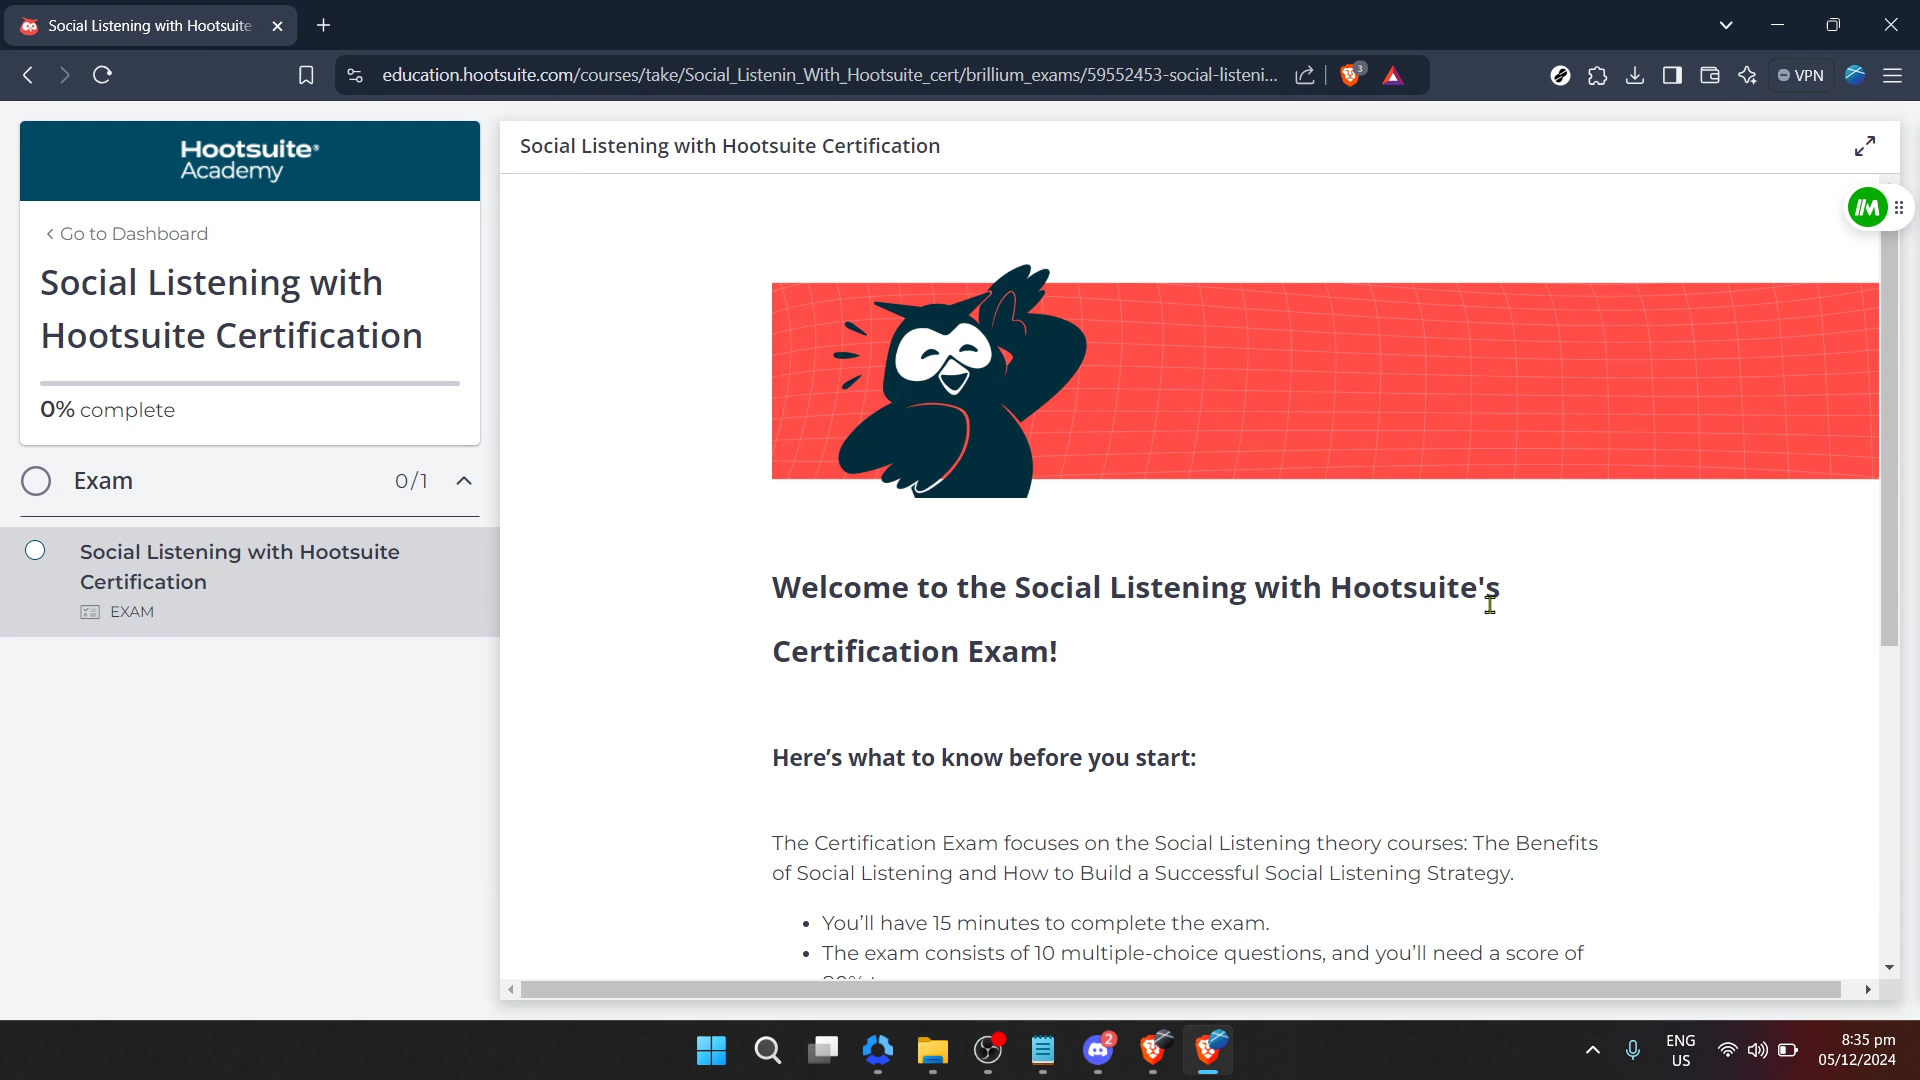 Social Listening with Hootsuite
education.hootsuite.com/courses/take/Social_Listenin_With_Hootsuite_cert/brillium_exams/59552453-social-listeni...
3
VPN
Hootsuite®
Academy
Go to Dashboard
Social Listening with
Hootsuite Certification
0% complete
Exam 0/1
Social Listening with Hootsuite
Certification
EXAM
Social Listening with Hootsuite Certification
Welcome to the Social Listening with Hootsuite's
Certification Exam!
Here’s what to know before you start:
The Certification Exam focuses on the Social Listening theory courses: The Benefits
of Social Listening and How to Build a Successful Social Listening Strategy.
• You’ll have 15 minutes to complete the exam.
• The exam consists of 10 multiple-choice questions, and you’ll need a score of
2
ENG
US
8:35 pm
05/12/2024